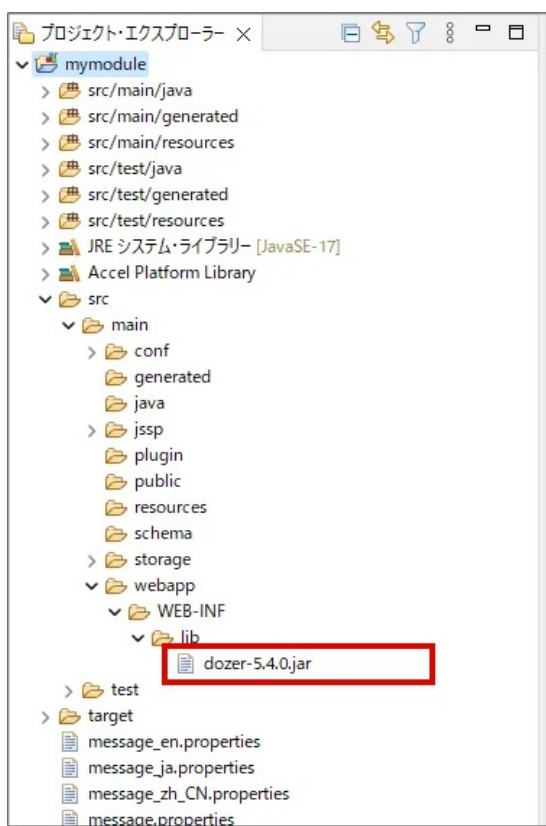 プロジェクト・エクスプローラー
mymodule
src/main/java
src/main/generated
src/main/resources
src/test/java
src/test/generated
src/test/resources
JRE システム・ライブラリー [JavaSE-17]
Accel Platform Library
src
main
conf
generated
java
jssp
plugin
public
resources
schema
storage
webapp
WEB-INF
lib
dozer-5.4.0.jar
test
target
message_en.properties
message_ja.properties
message_zh_CN.properties
message.properties